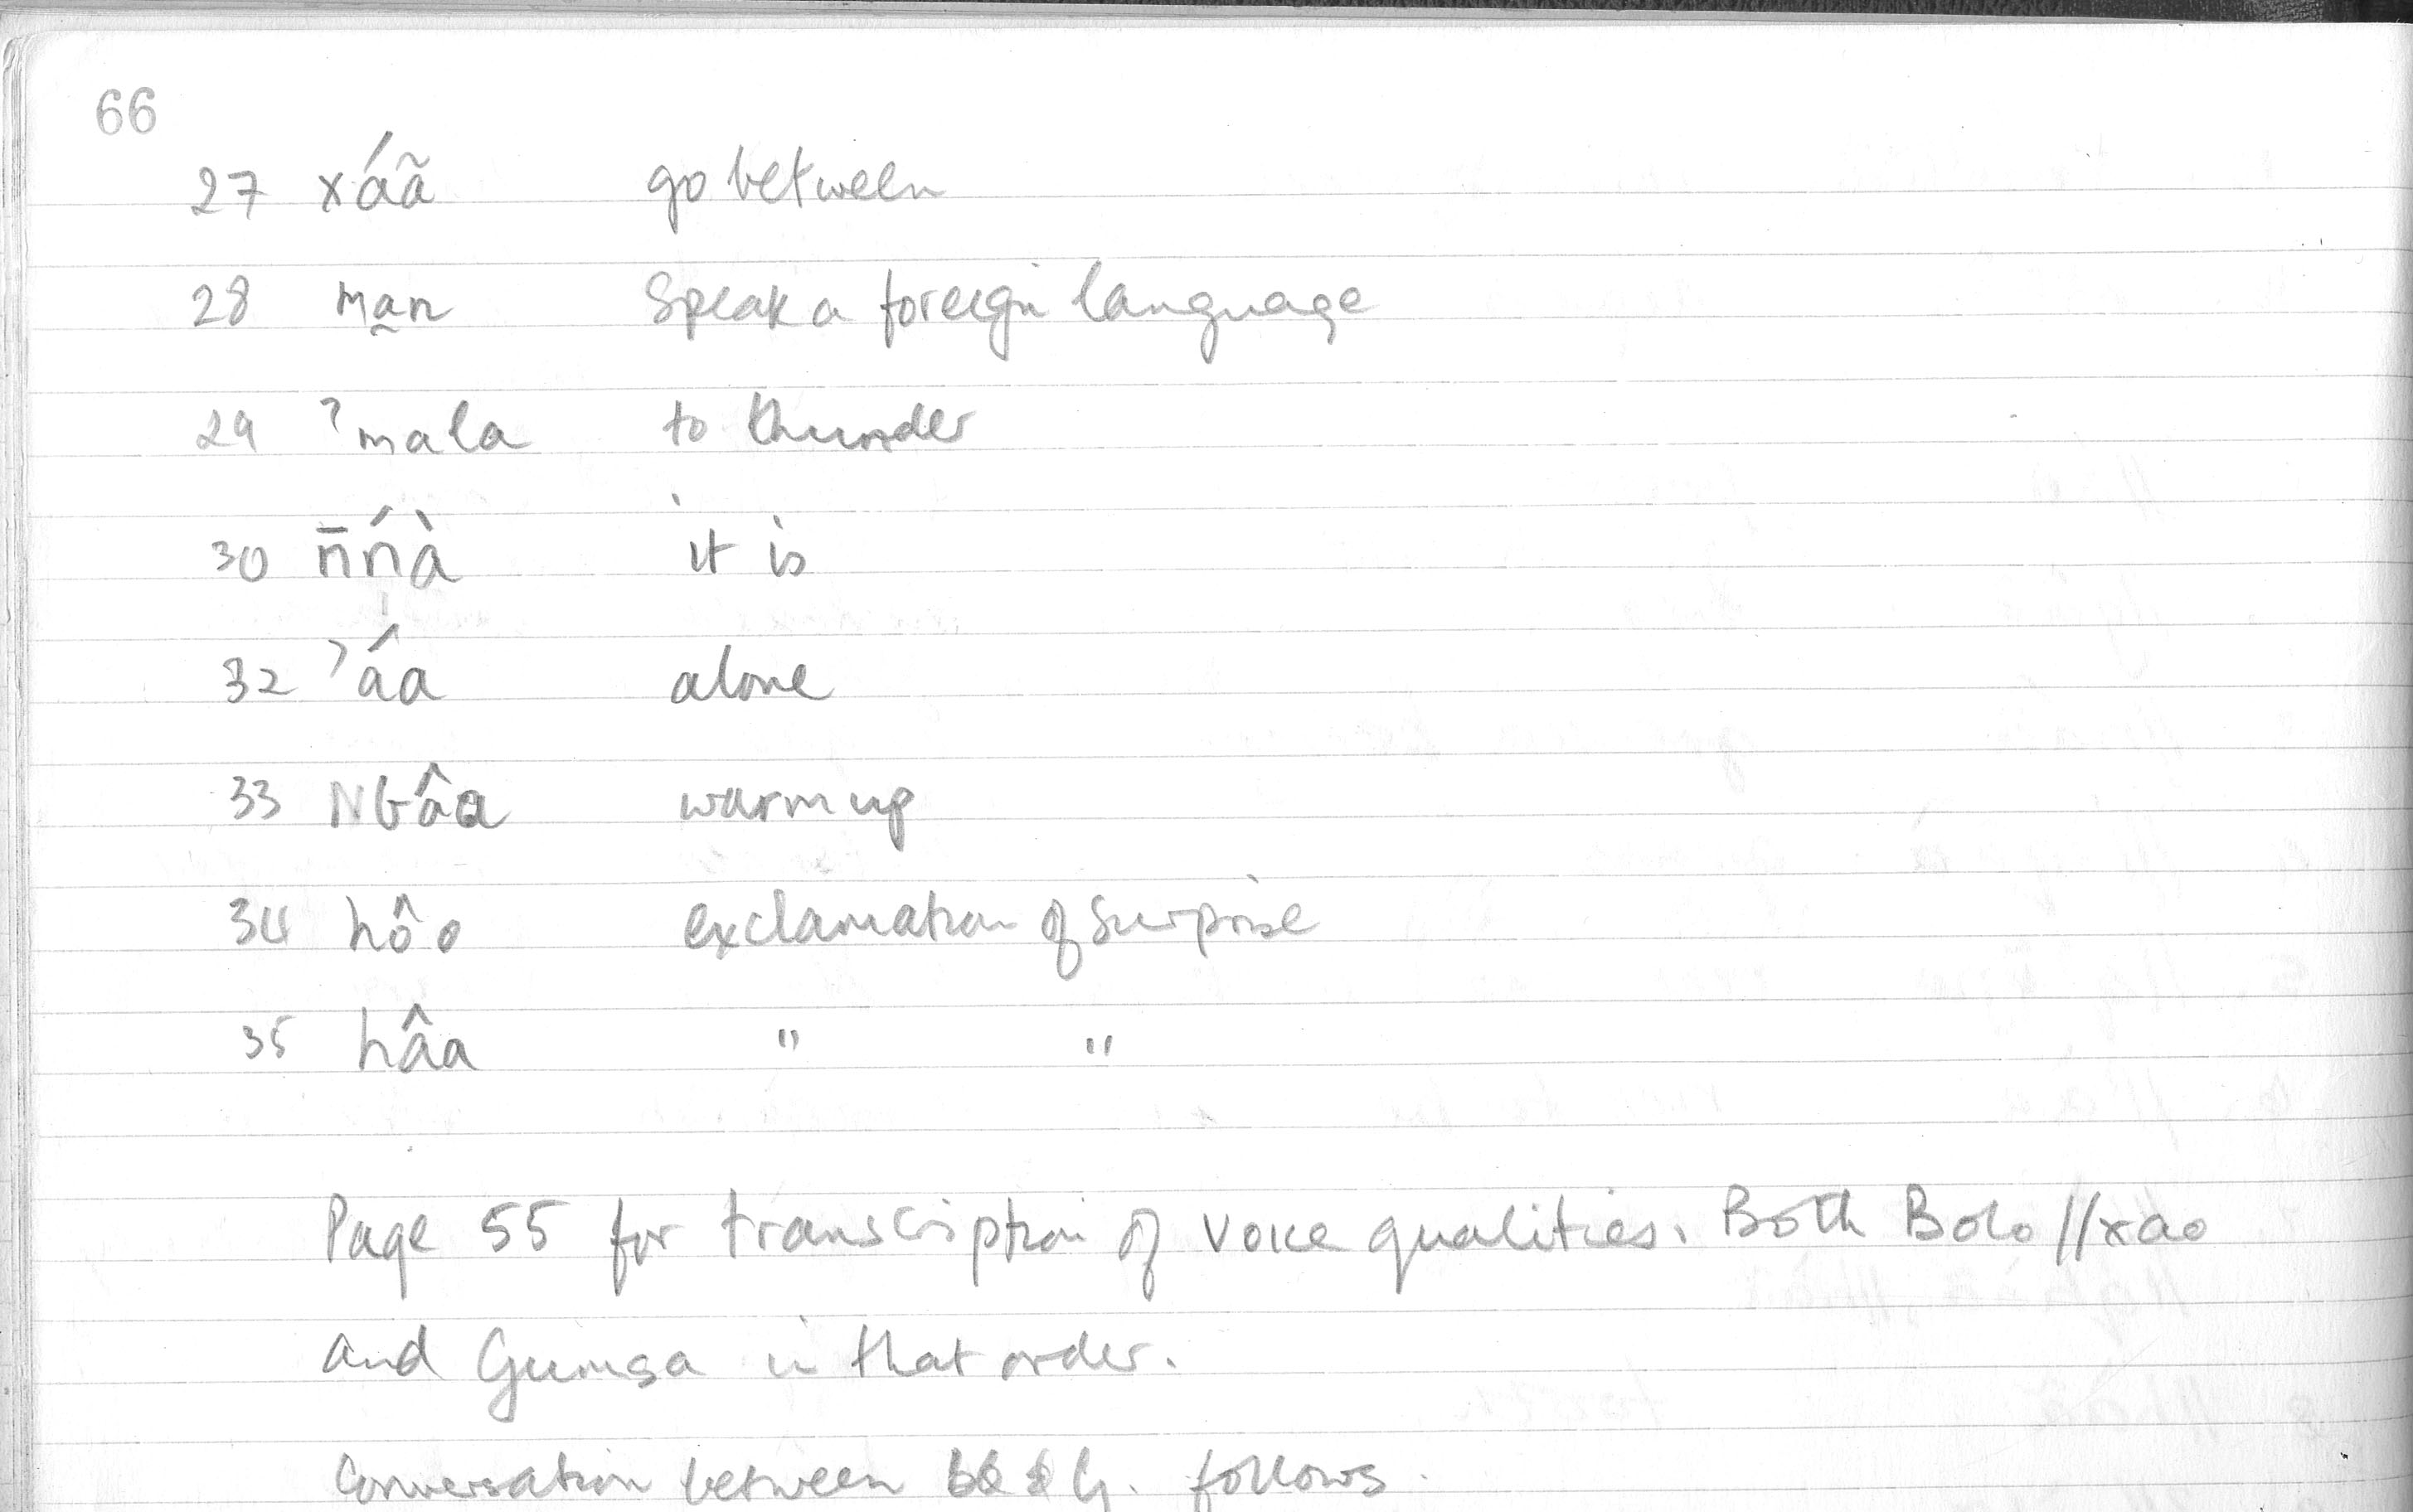 66
27 xáã go between
28 ma̰n Speak a foreign language
29 ˀmala to thunder
30 n̄ńà it is
32 ˀáa alone
33 NGâa warm up
34 hôo exclamation of surprise
35 hâa " "
Page 55 for transcription of voice qualities. Both Bolo //xao
and Gumsa in that order.
Conversation between B & G. follows